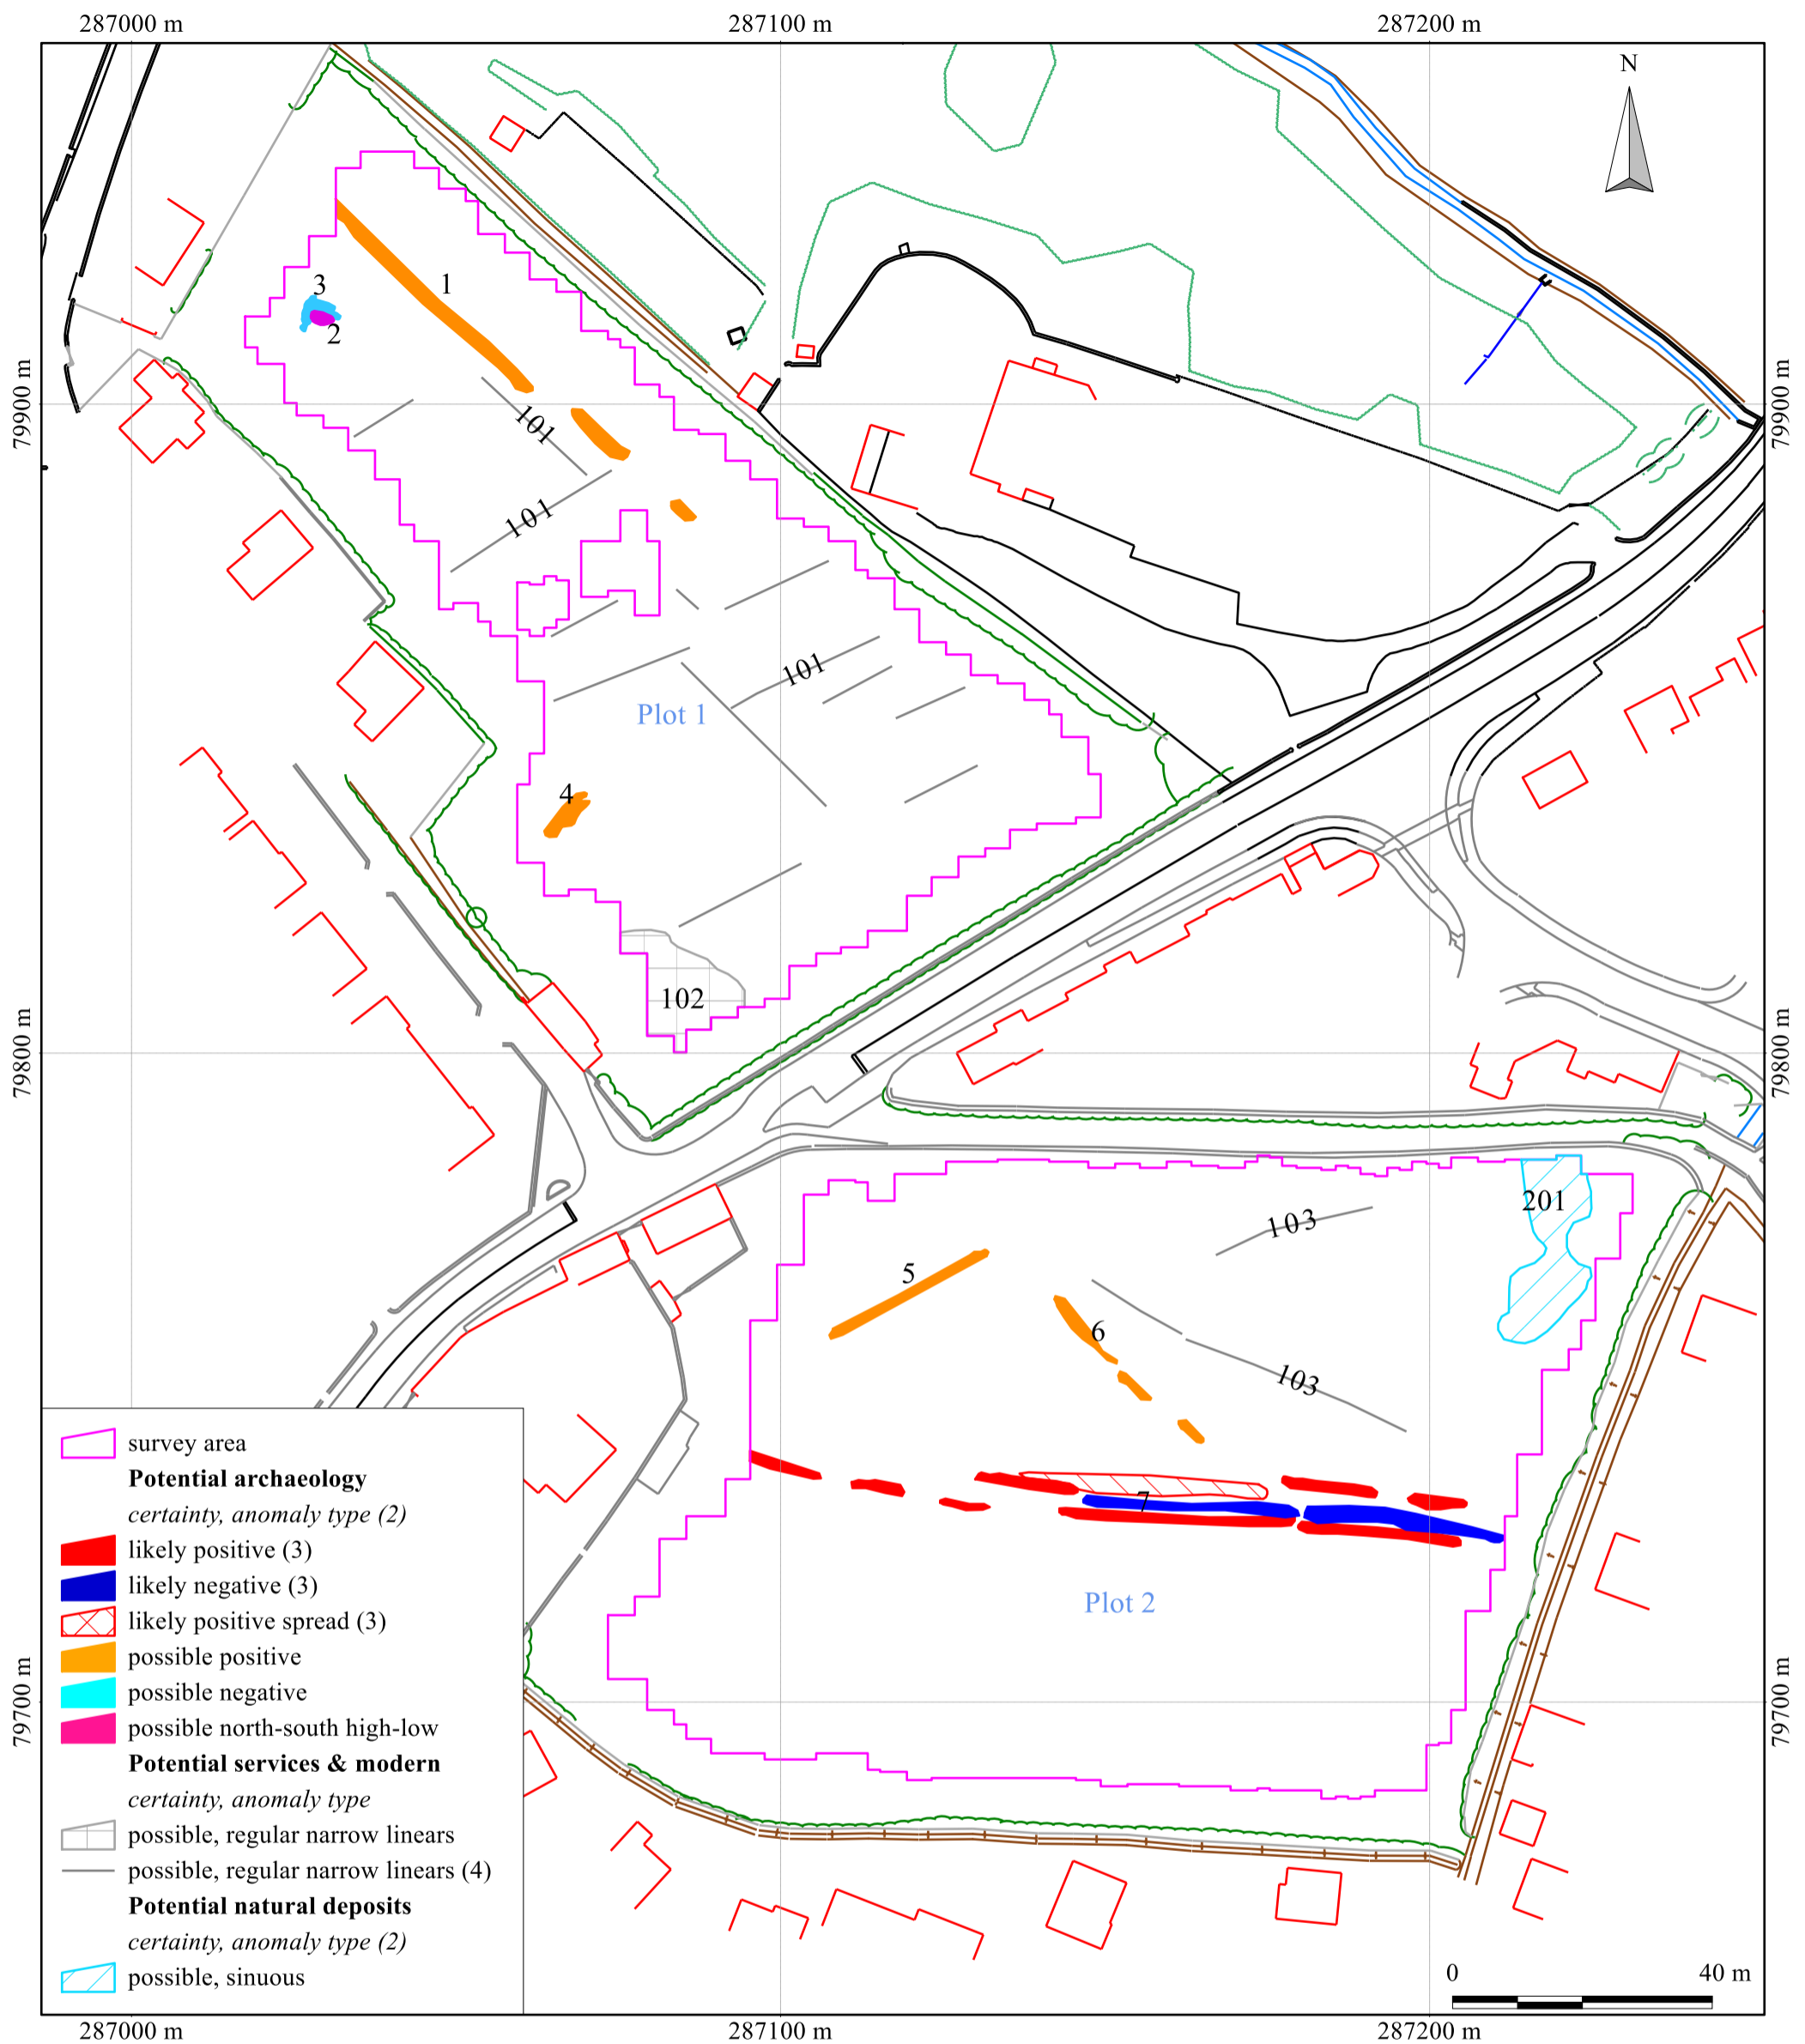 287000 m
287100 m
287200 m
N
1
3
2
79900 m
79900 m
101
101
101
Plot 1
4
102
79800 m
79800 m
201
103
5
6
103
7
Plot 2
79700 m
79700 m
survey area
Potential archaeology
certainty, anomaly type (2)
likely positive (3)
likely negative (3)
likely positive spread (3)
possible positive
possible negative
possible north-south high-low
Potential services & modern
certainty, anomaly type
possible, regular narrow linears
possible, regular narrow linears (4)
Potential natural deposits
certainty, anomaly type (2)
possible, sinuous
0
40 m
287000 m
287100 m
287200 m